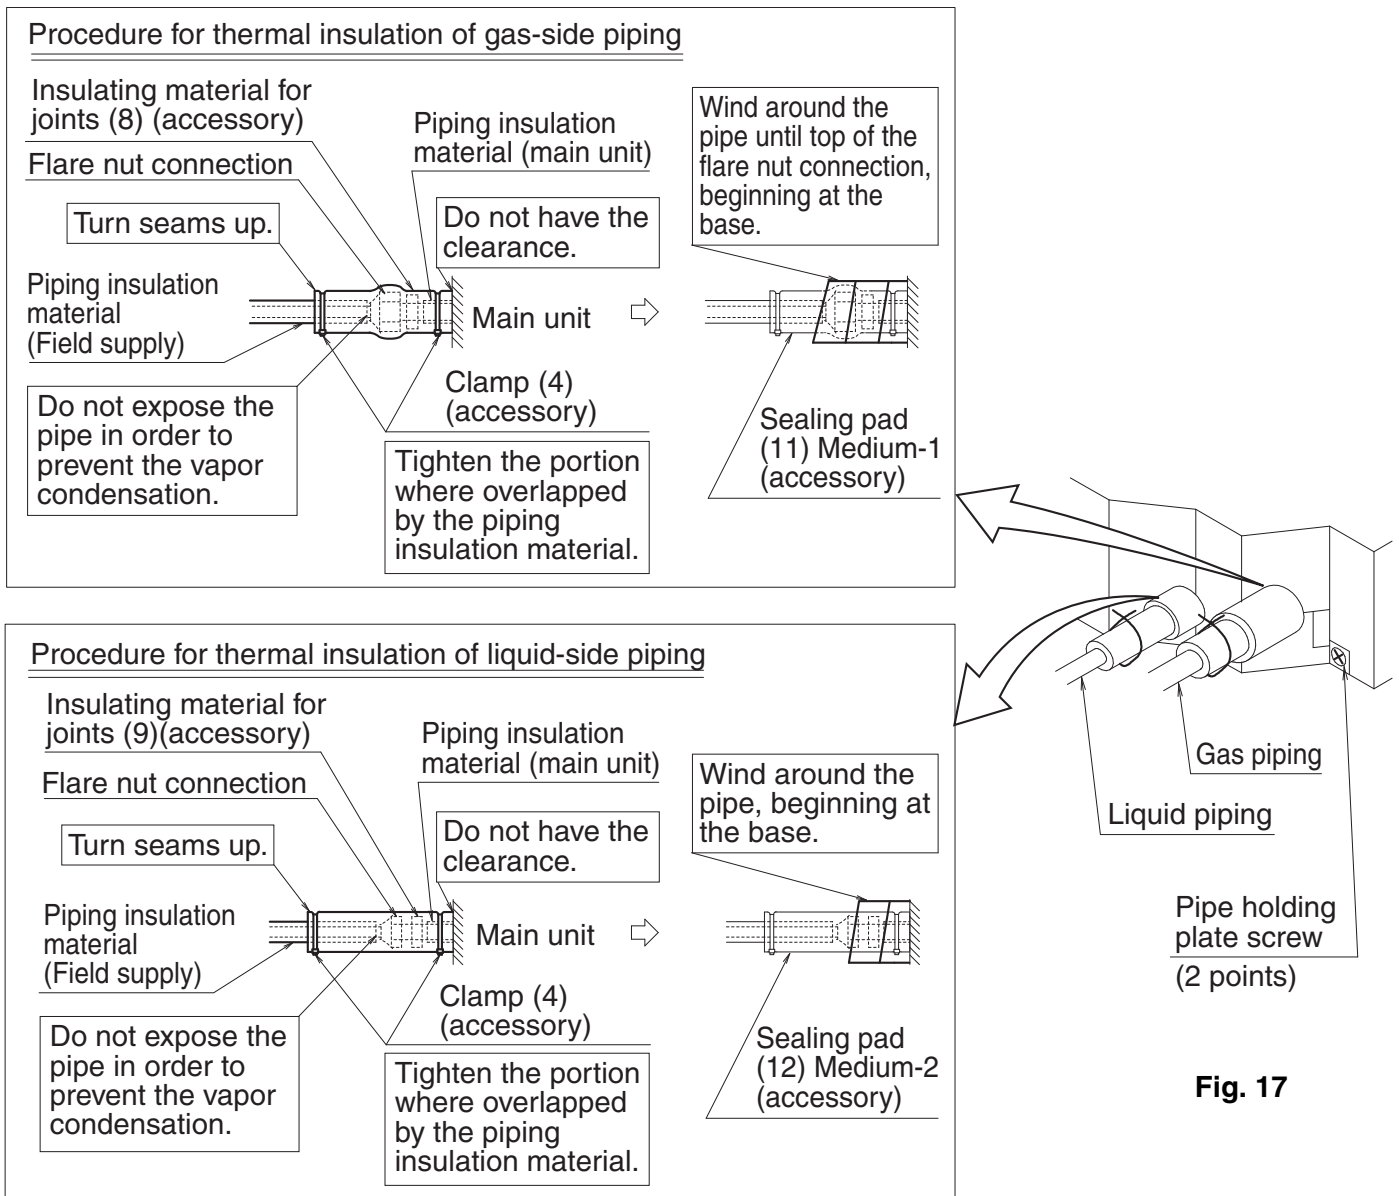 Procedure for thermal insulation of gas-side piping
Insulating material for
joints (8) (accessory)
Flare nut connection
Turn seams up.
Piping insulation
material
(Field supply)
Do not expose the
pipe in order to
prevent the vapor
condensation.
Piping insulation
material (main unit)
Do not have the
clearance.
Main unit
Clamp (4)
(accessory)
Tighten the portion
where overlapped
by the piping
insulation material.
Wind around the
pipe until top of the
flare nut connection,
beginning at the
base.
Sealing pad
(11) Medium-1
(accessory)
Procedure for thermal insulation of liquid-side piping
Insulating material for
joints (9)(accessory)
Flare nut connection
Turn seams up.
Piping insulation
material
(Field supply)
Do not expose the
pipe in order to
prevent the vapor
condensation.
Piping insulation
material (main unit)
Do not have the
clearance.
Main unit
Clamp (4)
(accessory)
Tighten the portion
where overlapped
by the piping
insulation material.
Wind around the
pipe, beginning at
the base.
Sealing pad
(12) Medium-2
(accessory)
Gas piping
Liquid piping
Pipe holding
plate screw
(2 points)
Fig. 17